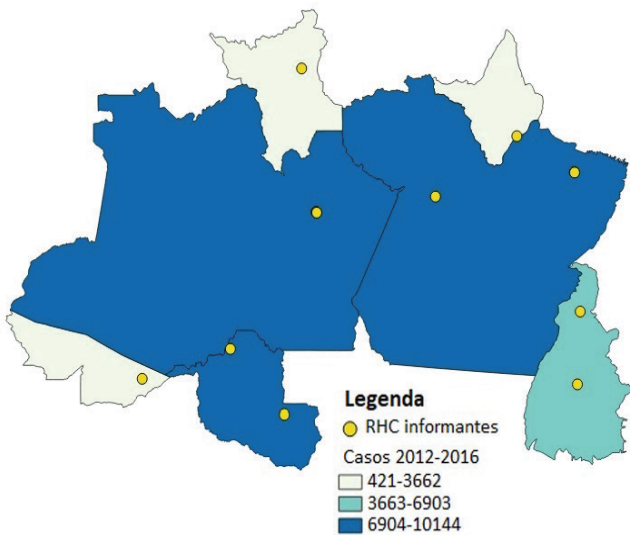 Legenda
RHC informantes
Casos 2012-2016
421-3662
3663-6903
6904-10144